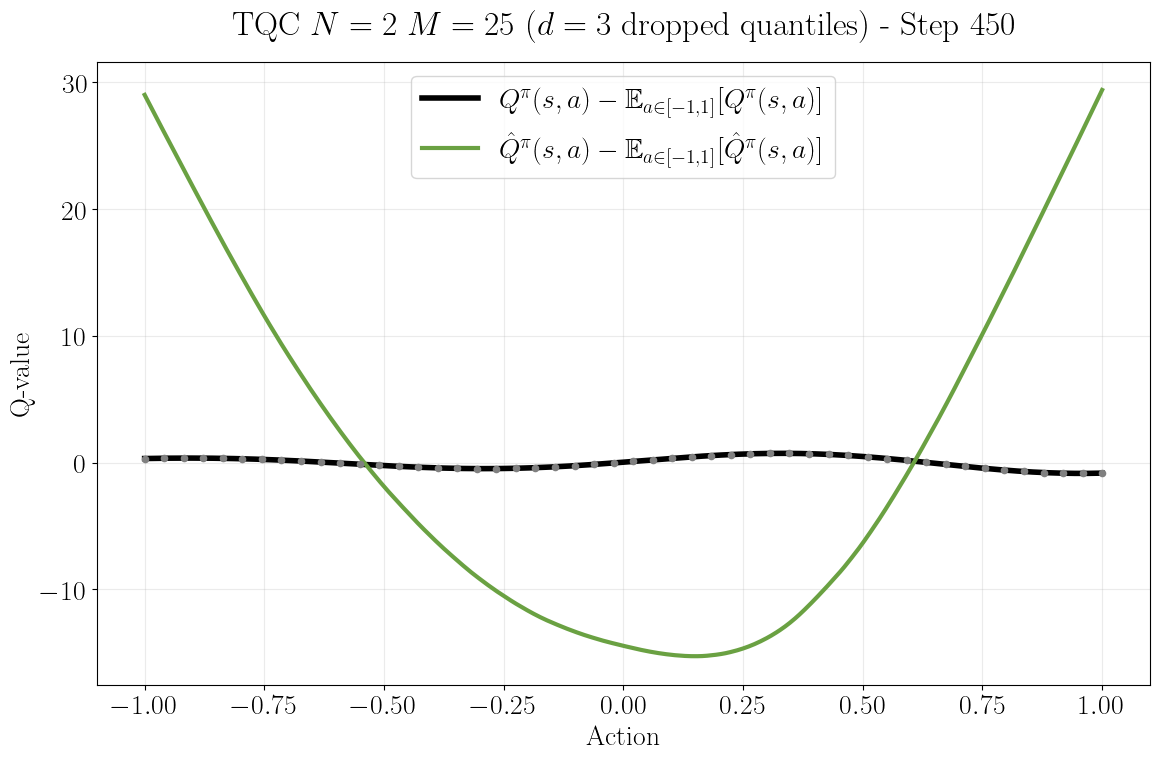 TQC N = 2 M = 25 (d = 3 dropped quantiles) - Step 450
Q^π(s, a) − 𝔼_{a∈[−1,1]}[Q^π(s, a)]
Q̂^π(s, a) − 𝔼_{a∈[−1,1]}[Q̂^π(s, a)]
30
20
10
0
−10
Q-value
−1.00 −0.75 −0.50 −0.25 0.00 0.25 0.50 0.75 1.00
Action